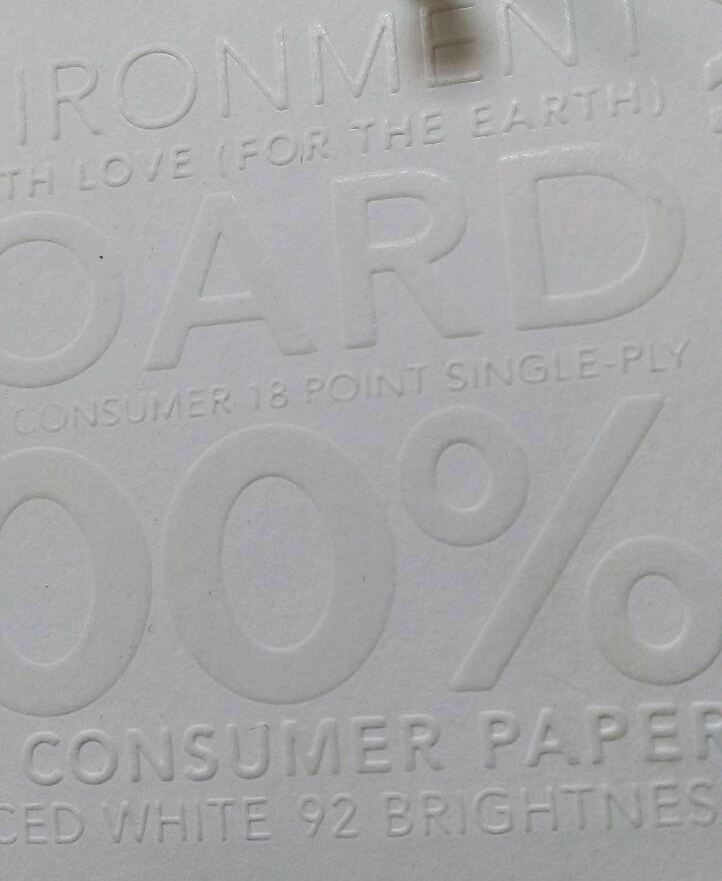 IRONMENT
TH LOVE (FOR THE EARTH)
OARD
CONSUMER 18 POINT SINGLE-PLY
00%
CONSUMER PAPER
CED WHITE 92 BRIGHTNES